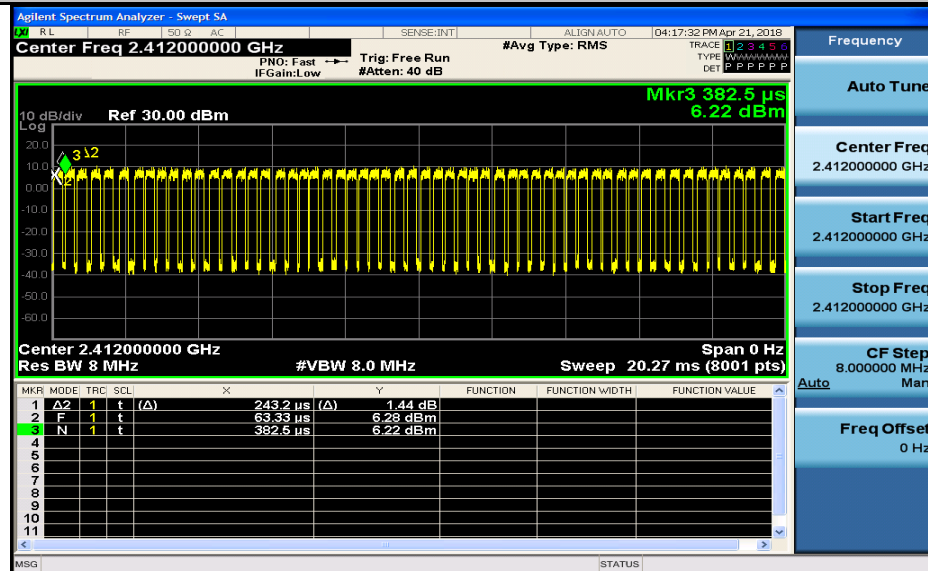 Agilent Spectrum Analyzer - Swept SA
LXI RL RF 50 Ω AC SENSE:INT ALIGN AUTO 04:17:32 PM Apr 21, 2018
Center Freq 2.412000000 GHz #Avg Type: RMS TRACE 1 2 3 4 5 6
PNO: Fast Trig: Free Run TYPE WWWWWW
IFGain:Low #Atten: 40 dB DET P P P P P P
Mkr3 382.5 µs
10 dB/div Ref 30.00 dBm 6.22 dBm
Log
20.0
3 Δ2
10.0
X2
0.00
-10.0
-20.0
-30.0
-40.0
-50.0
-60.0
Center 2.412000000 GHz Span 0 Hz
Res BW 8 MHz #VBW 8.0 MHz Sweep 20.27 ms (8001 pts)
MKR MODE TRC SCL X Y FUNCTION FUNCTION WIDTH FUNCTION VALUE
1 Δ2 1 t (Δ) 243.2 µs (Δ) 1.44 dB
2 F 1 t 63.33 µs 6.28 dBm
3 N 1 t 382.5 µs 6.22 dBm
4
5
6
7
8
9
10
11
MSG STATUS
Frequency
Auto Tune
Center Freq
2.412000000 GHz
Start Freq
2.412000000 GHz
Stop Freq
2.412000000 GHz
CF Step
8.000000 MHz
Auto Man
Freq Offset
0 Hz